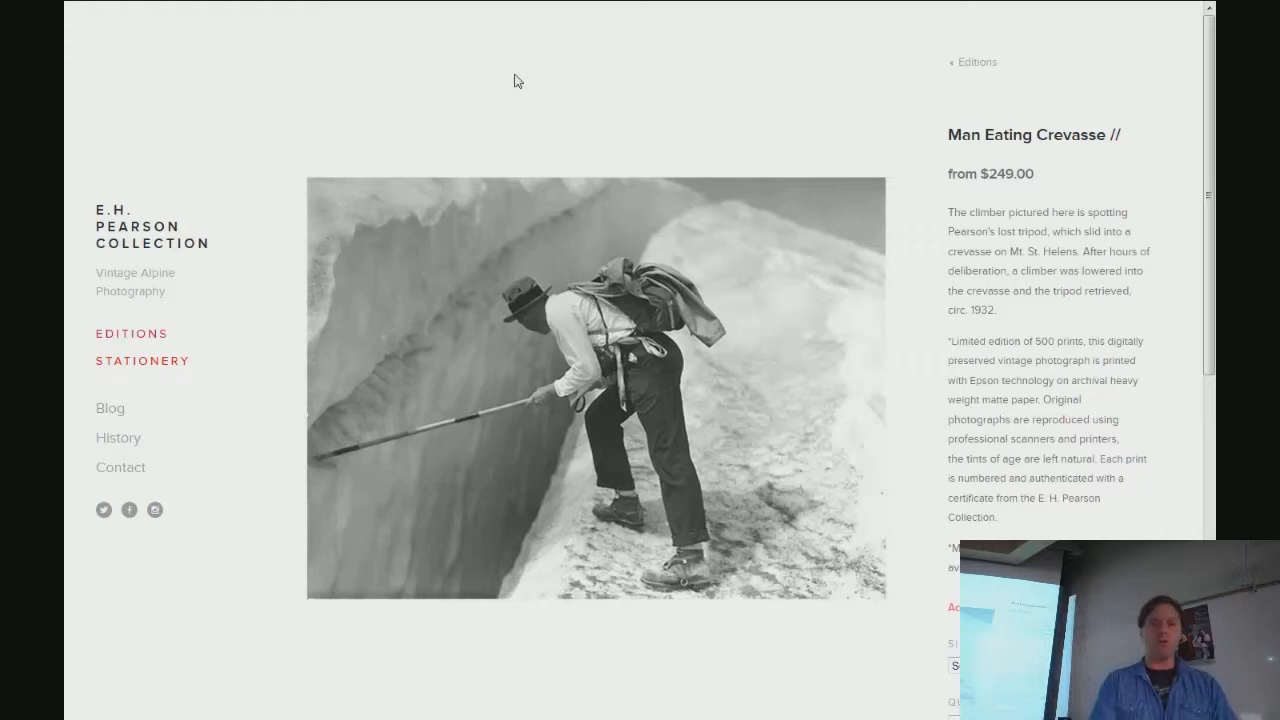 ◂ Editions
Man Eating Crevasse //
from $249.00
The climber pictured here is spotting
Pearson's lost tripod, which slid into a
crevasse on Mt. St. Helens. After hours of
deliberation, a climber was lowered into
the crevasse and the tripod retrieved,
circ. 1932.
*Limited edition of 500 prints, this digitally
preserved vintage photograph is printed
with Epson technology on archival heavy
weight matte paper. Original
photographs are reproduced using
professional scanners and printers,
the tints of age are left natural. Each print
is numbered and authenticated with a
certificate from the E. H. Pearson
Collection.
E.H.
PEARSON
COLLECTION
Vintage Alpine
Photography
EDITIONS
STATIONERY
Blog
History
Contact